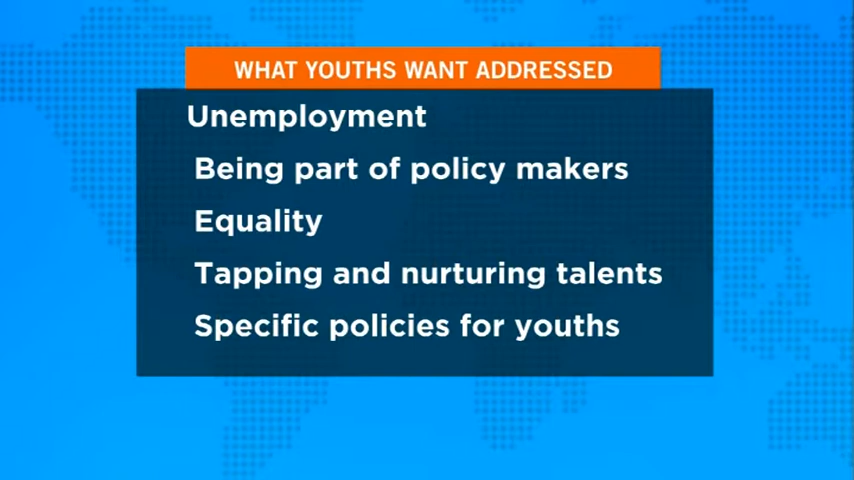 WHAT YOUTHS WANT ADDRESSED
Unemployment
Being part of policy makers
Equality
Tapping and nurturing talents
Specific policies for youths